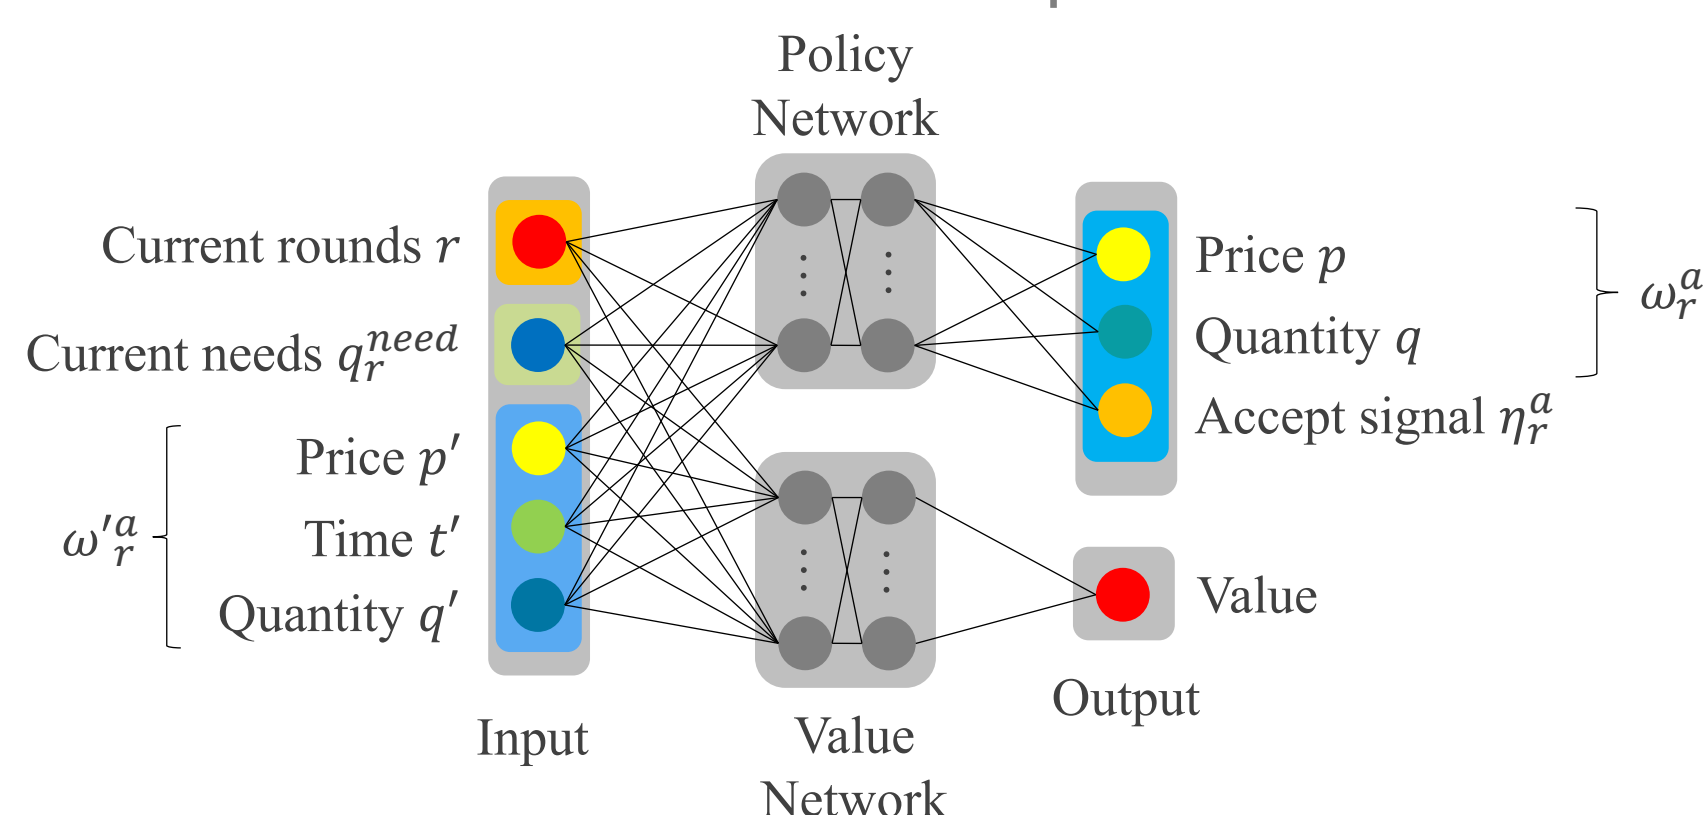 Policy
Network
Current rounds r
Current needs q_r^{need}
Price p′
Time t′
Quantity q′
ω′_r^a
Input
Value
Network
Price p
Quantity q
Accept signal η_r^a
ω_r^a
Value
Output